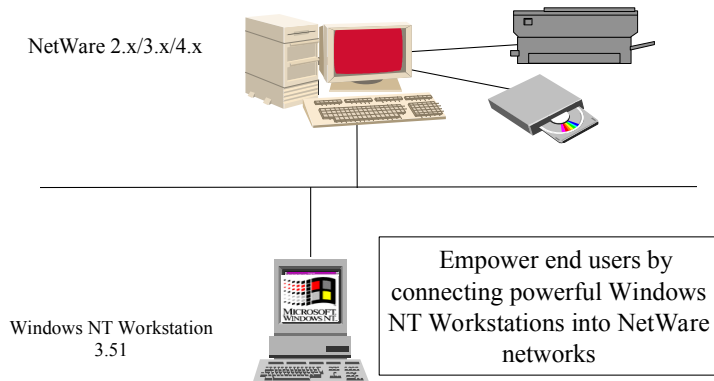 NetWare 2.x/3.x/4.x
MICROSOFT
WINDOWS NT.
Empower end users by
connecting powerful Windows
NT Workstations into NetWare
networks
Windows NT Workstation
3.51